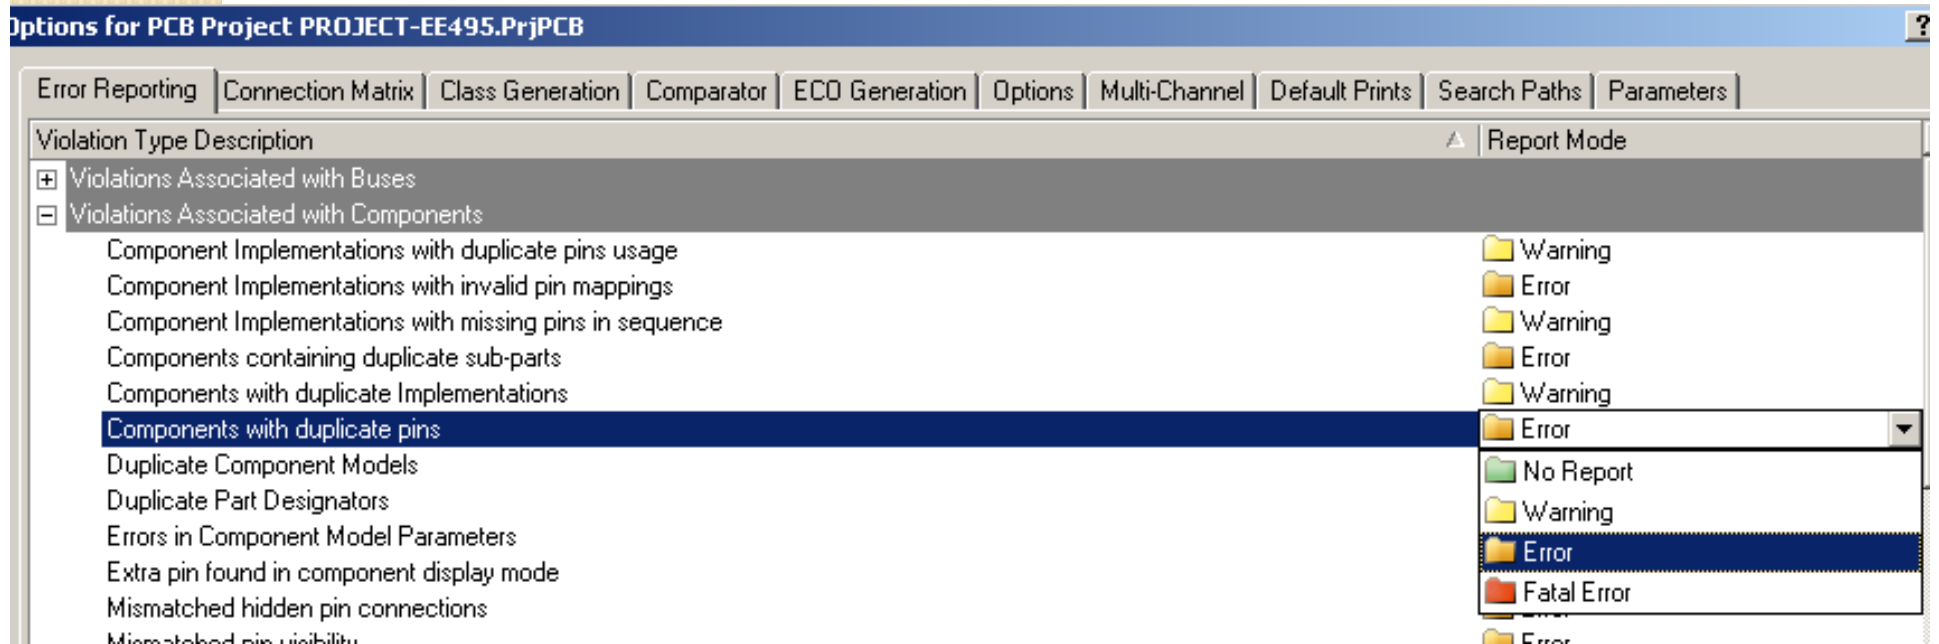 Options for PCB Project PROJECT-EE495.PrjPCB ?
Error Reporting Connection Matrix Class Generation Comparator ECO Generation Options Multi-Channel Default Prints Search Paths Parameters
Violation Type Description Report Mode
Violations Associated with Buses
Violations Associated with Components
Component Implementations with duplicate pins usage Warning
Component Implementations with invalid pin mappings Error
Component Implementations with missing pins in sequence Warning
Components containing duplicate sub-parts Error
Components with duplicate Implementations Warning
Components with duplicate pins Error
Duplicate Component Models No Report
Duplicate Part Designators Warning
Errors in Component Model Parameters Error
Extra pin found in component display mode Fatal Error
Mismatched hidden pin connections
Mismatched pin visibility Error